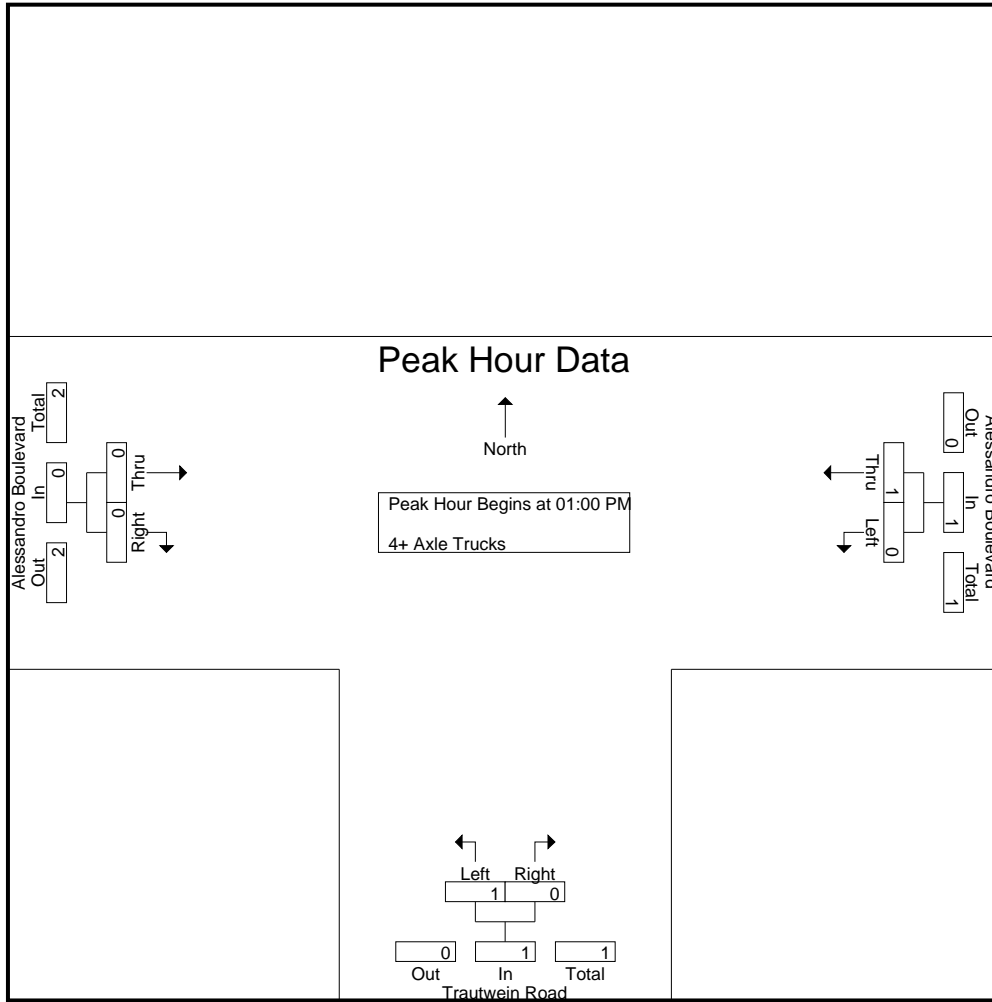 Peak Hour Data
North
Peak Hour Begins at 01:00 PM
4+ Axle Trucks
Alessandro Boulevard
Out
In
Total
2
0
2
Right
Thru
0
0
Alessandro Boulevard
Out
In
Total
0
1
1
Thru
Left
1
0
Left
Right
1
0
0
1
1
Out
In
Total
Trautwein Road